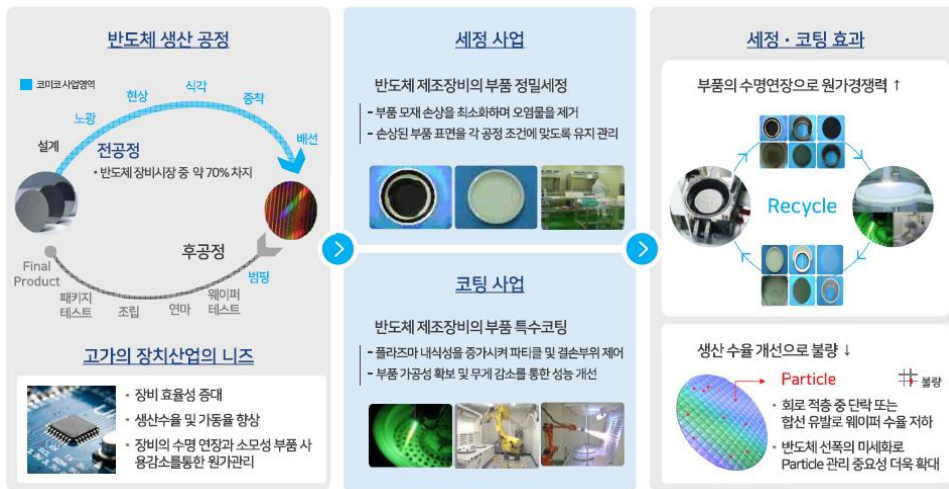 반도체 생산 공정
코미코 사업영역
설계
노광
현상
식각
증착
배선
전공정
• 반도체 장비시장 중 약 70% 차지
후공정
범핑
웨이퍼
테스트
연마
조립
패키지
테스트
Final
Product
고가의 장치산업의 니즈
• 장비 효율성 증대
• 생산수율 및 가동율 향상
• 장비의 수명 연장과 소모성 부품 사
용감소를통한 원가관리
세정 사업
반도체 제조장비의 부품 정밀세정
- 부품 모재 손상을 최소화하며 오염물을 제거
- 손상된 부품 표면을 각 공정 조건에 맞도록 유지 관리
코팅 사업
반도체 제조장비의 부품 특수코팅
- 플라즈마 내식성을 증가시켜 파티클 및 결손부위 제어
- 부품 가공성 확보 및 무게 감소를 통한 성능 개선
세정 · 코팅 효과
부품의 수명연장으로 원가경쟁력 ↑
Recycle
생산 수율 개선으로 불량 ↓
Particle
불량
• 회로 적층 중 단락 또는
합선 유발로 웨이퍼 수율 저하
• 반도체 선폭의 미세화로
Particle 관리 중요성 더욱 확대